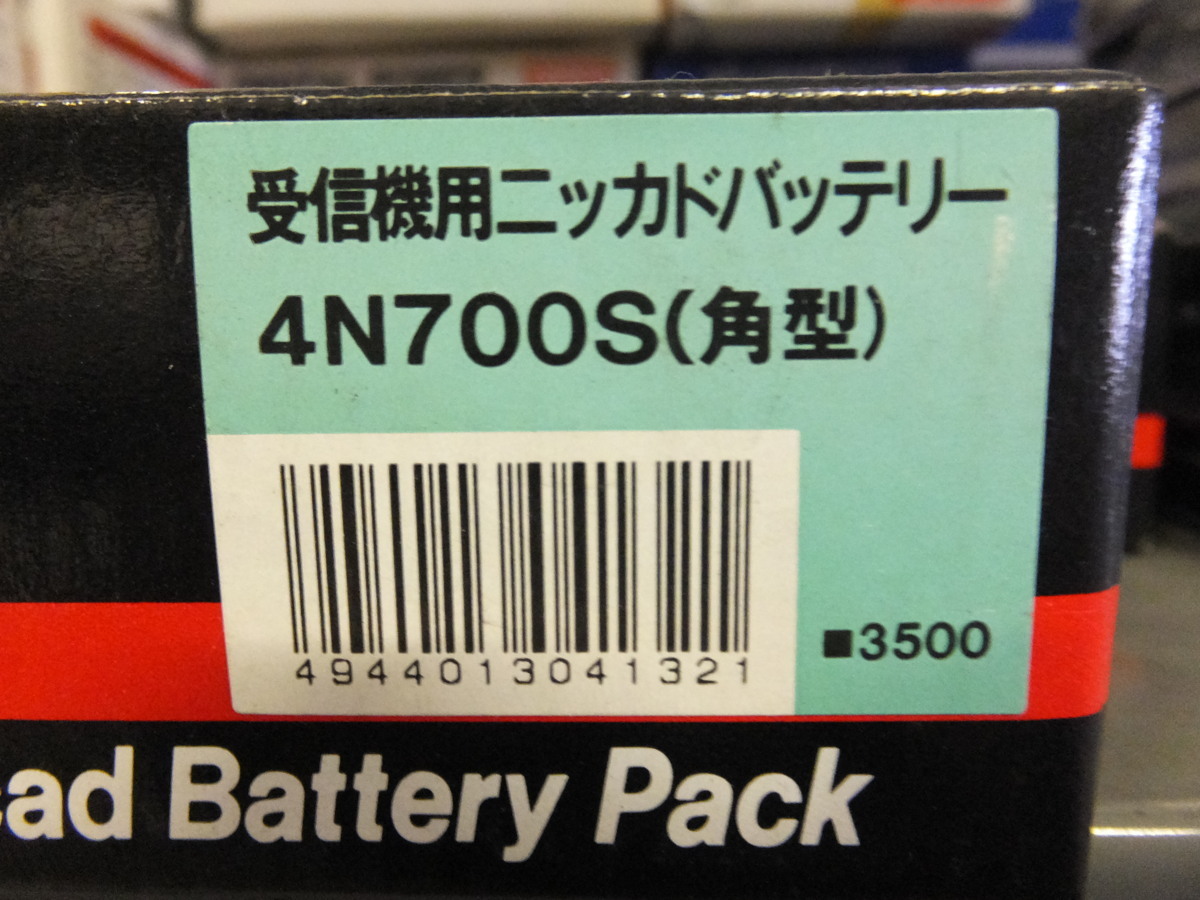 受信機用ニッカドバッテリー
4N700S(角型)
4944013041321
■3500
cad Battery Pack